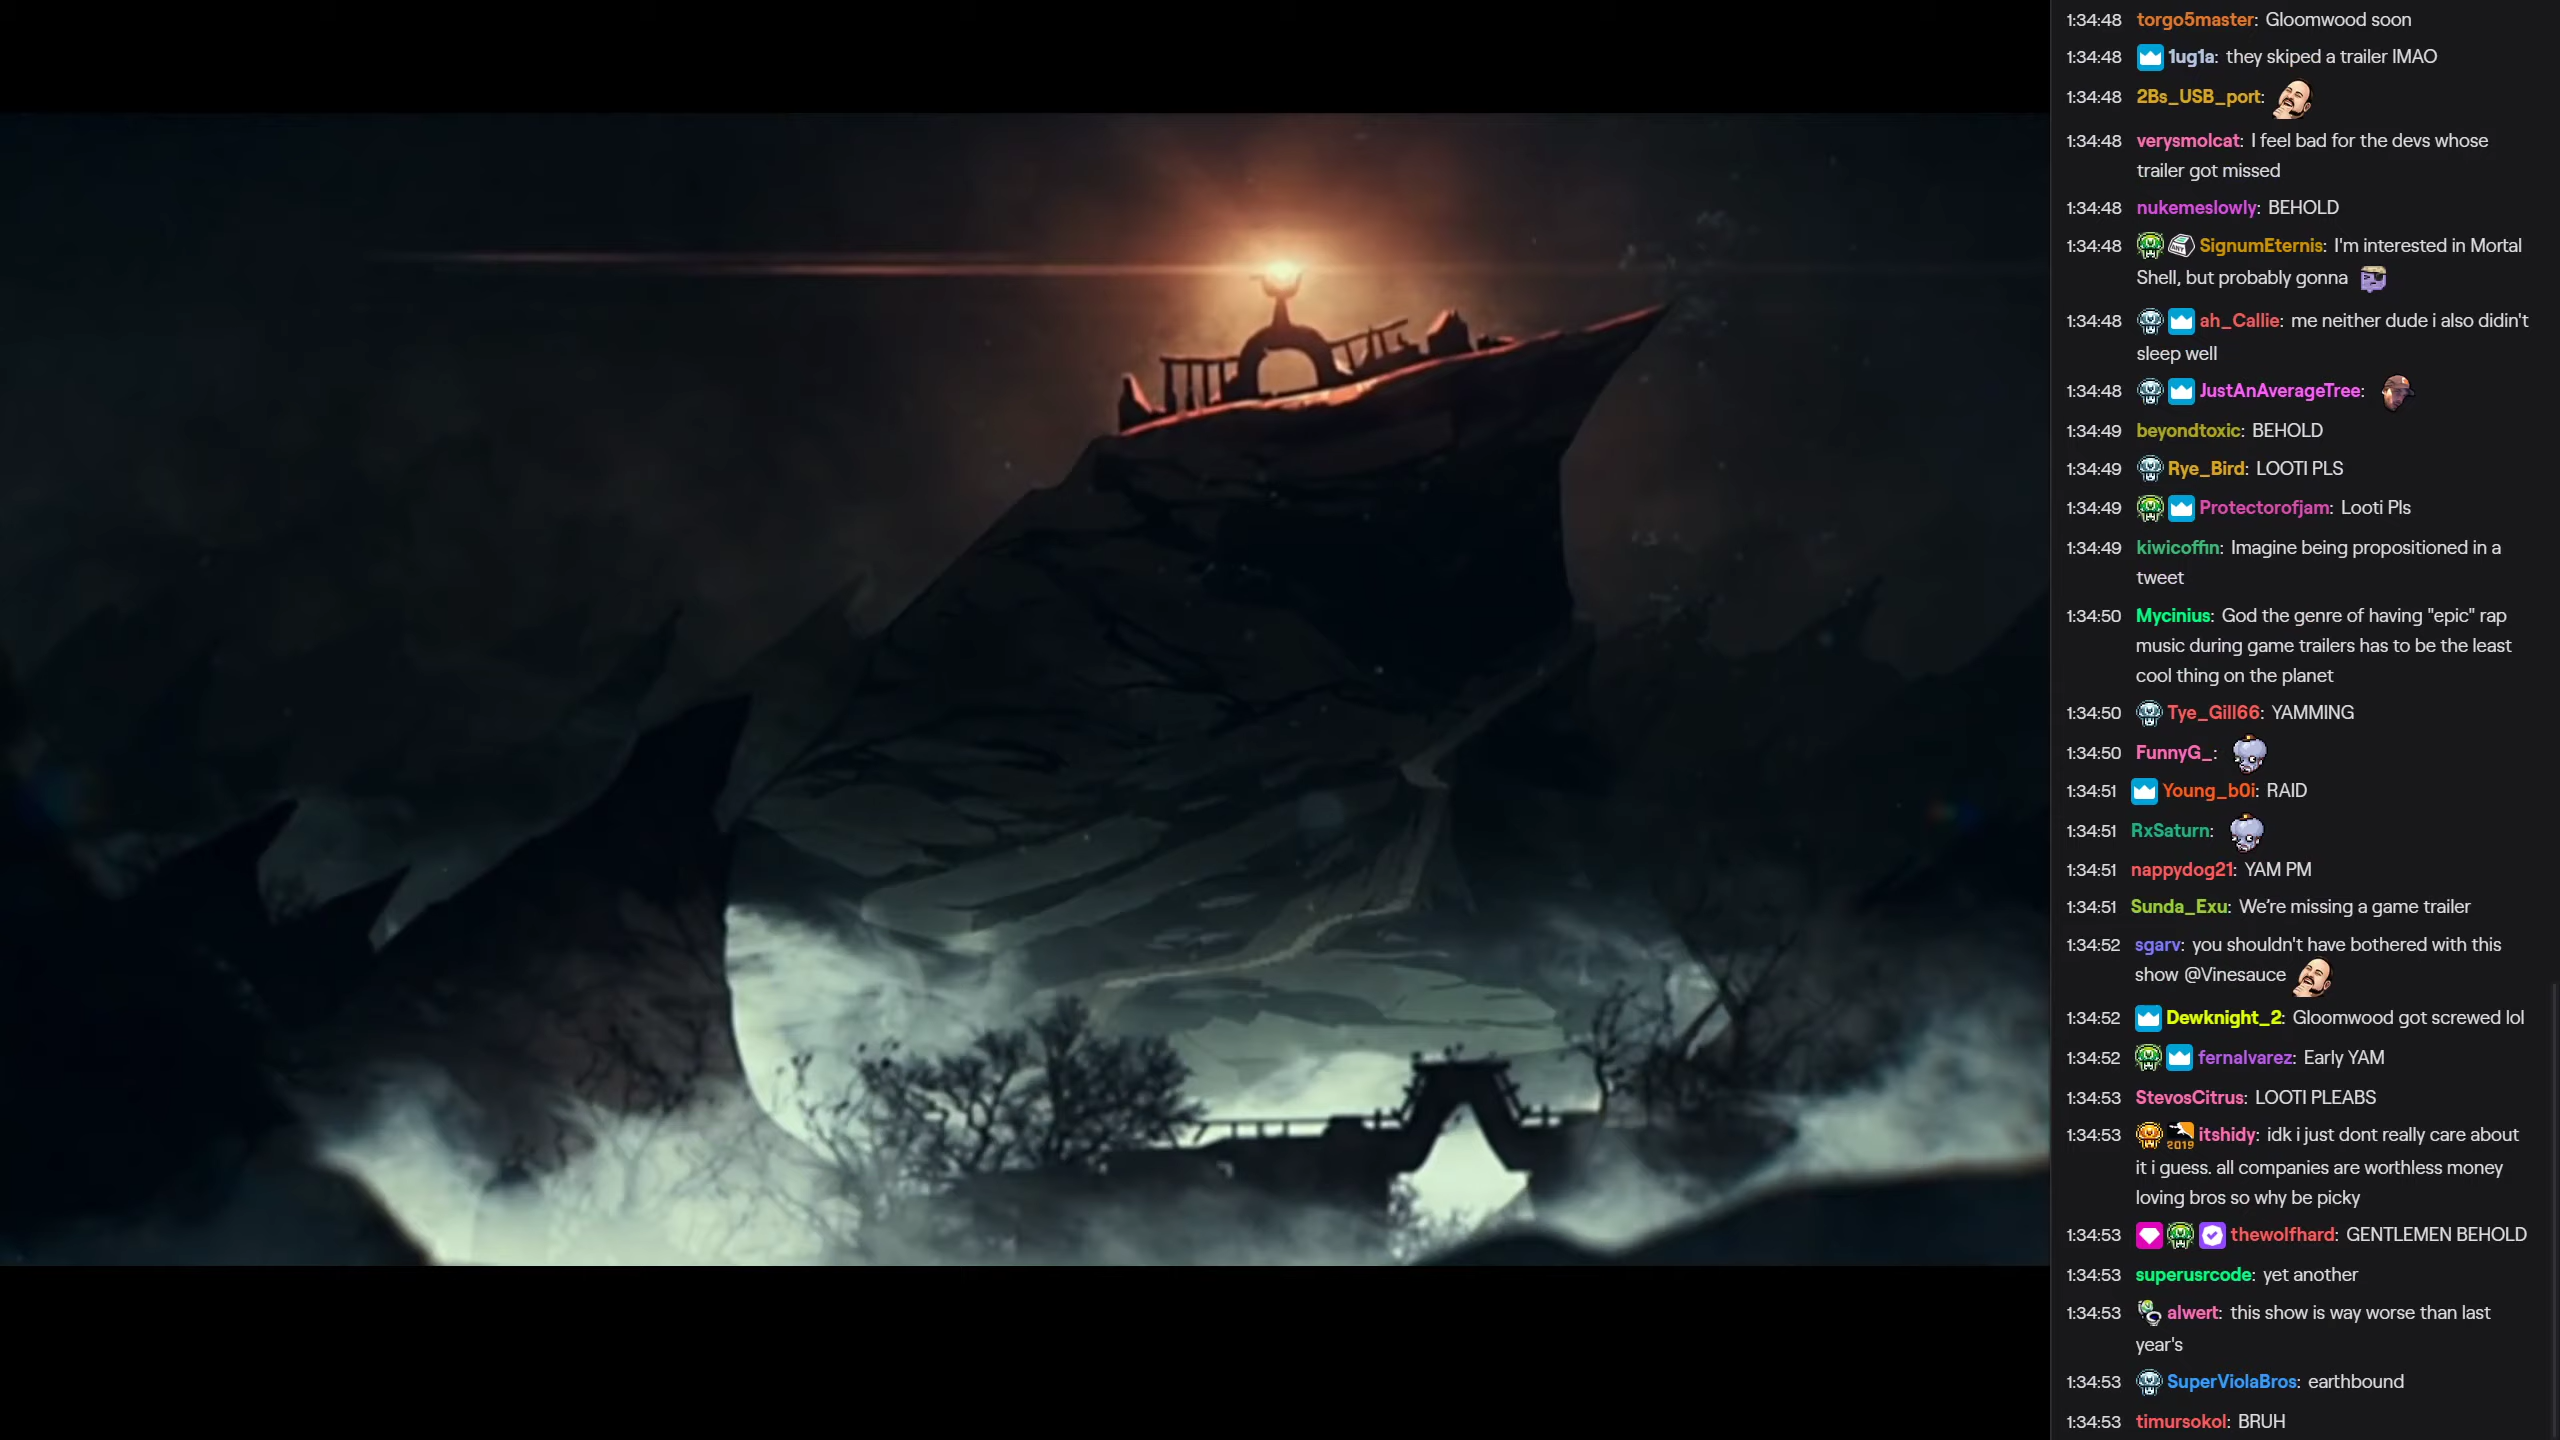 1:34:48 torgo5master: Gloomwood soon
1:34:48 1ug1a: they skiped a trailer lMAO
1:34:48 2Bs_USB_port:
1:34:48 verysmolcat: I feel bad for the devs whose
trailer got missed
1:34:48 nukemeslowly: BEHOLD
1:34:48 SignumEternis: I'm interested in Mortal
Shell, but probably gonna
1:34:48 ah_Callie: me neither dude i also didin't
sleep well
1:34:48 JustAnAverageTree:
1:34:49 beyondtoxic: BEHOLD
1:34:49 Rye_Bird: LOOTI PLS
1:34:49 Protectorofjam: Looti Pls
1:34:49 kiwicoffin: Imagine being propositioned in a
tweet
1:34:50 Mycinius: God the genre of having "epic" rap
music during game trailers has to be the least
cool thing on the planet
1:34:50 Tye_Gill66: YAMMING
1:34:50 FunnyG_:
1:34:51 Young_b0i: RAID
1:34:51 RxSaturn:
1:34:51 nappydog21: YAM PM
1:34:51 Sunda_Exu: We're missing a game trailer
1:34:52 sgarv: you shouldn't have bothered with this
show @Vinesauce
1:34:52 Dewknight_2: Gloomwood got screwed lol
1:34:52 fernalvarez: Early YAM
1:34:53 StevosCitrus: LOOTI PLEABS
1:34:53 2019 itshidy: idk i just dont really care about
it i guess. all companies are worthless money
loving bros so why be picky
1:34:53 thewolfhard: GENTLEMEN BEHOLD
1:34:53 superusrcode: yet another
1:34:53 alwert: this show is way worse than last
year's
1:34:53 SuperViolaBros: earthbound
1:34:53 timursokol: BRUH